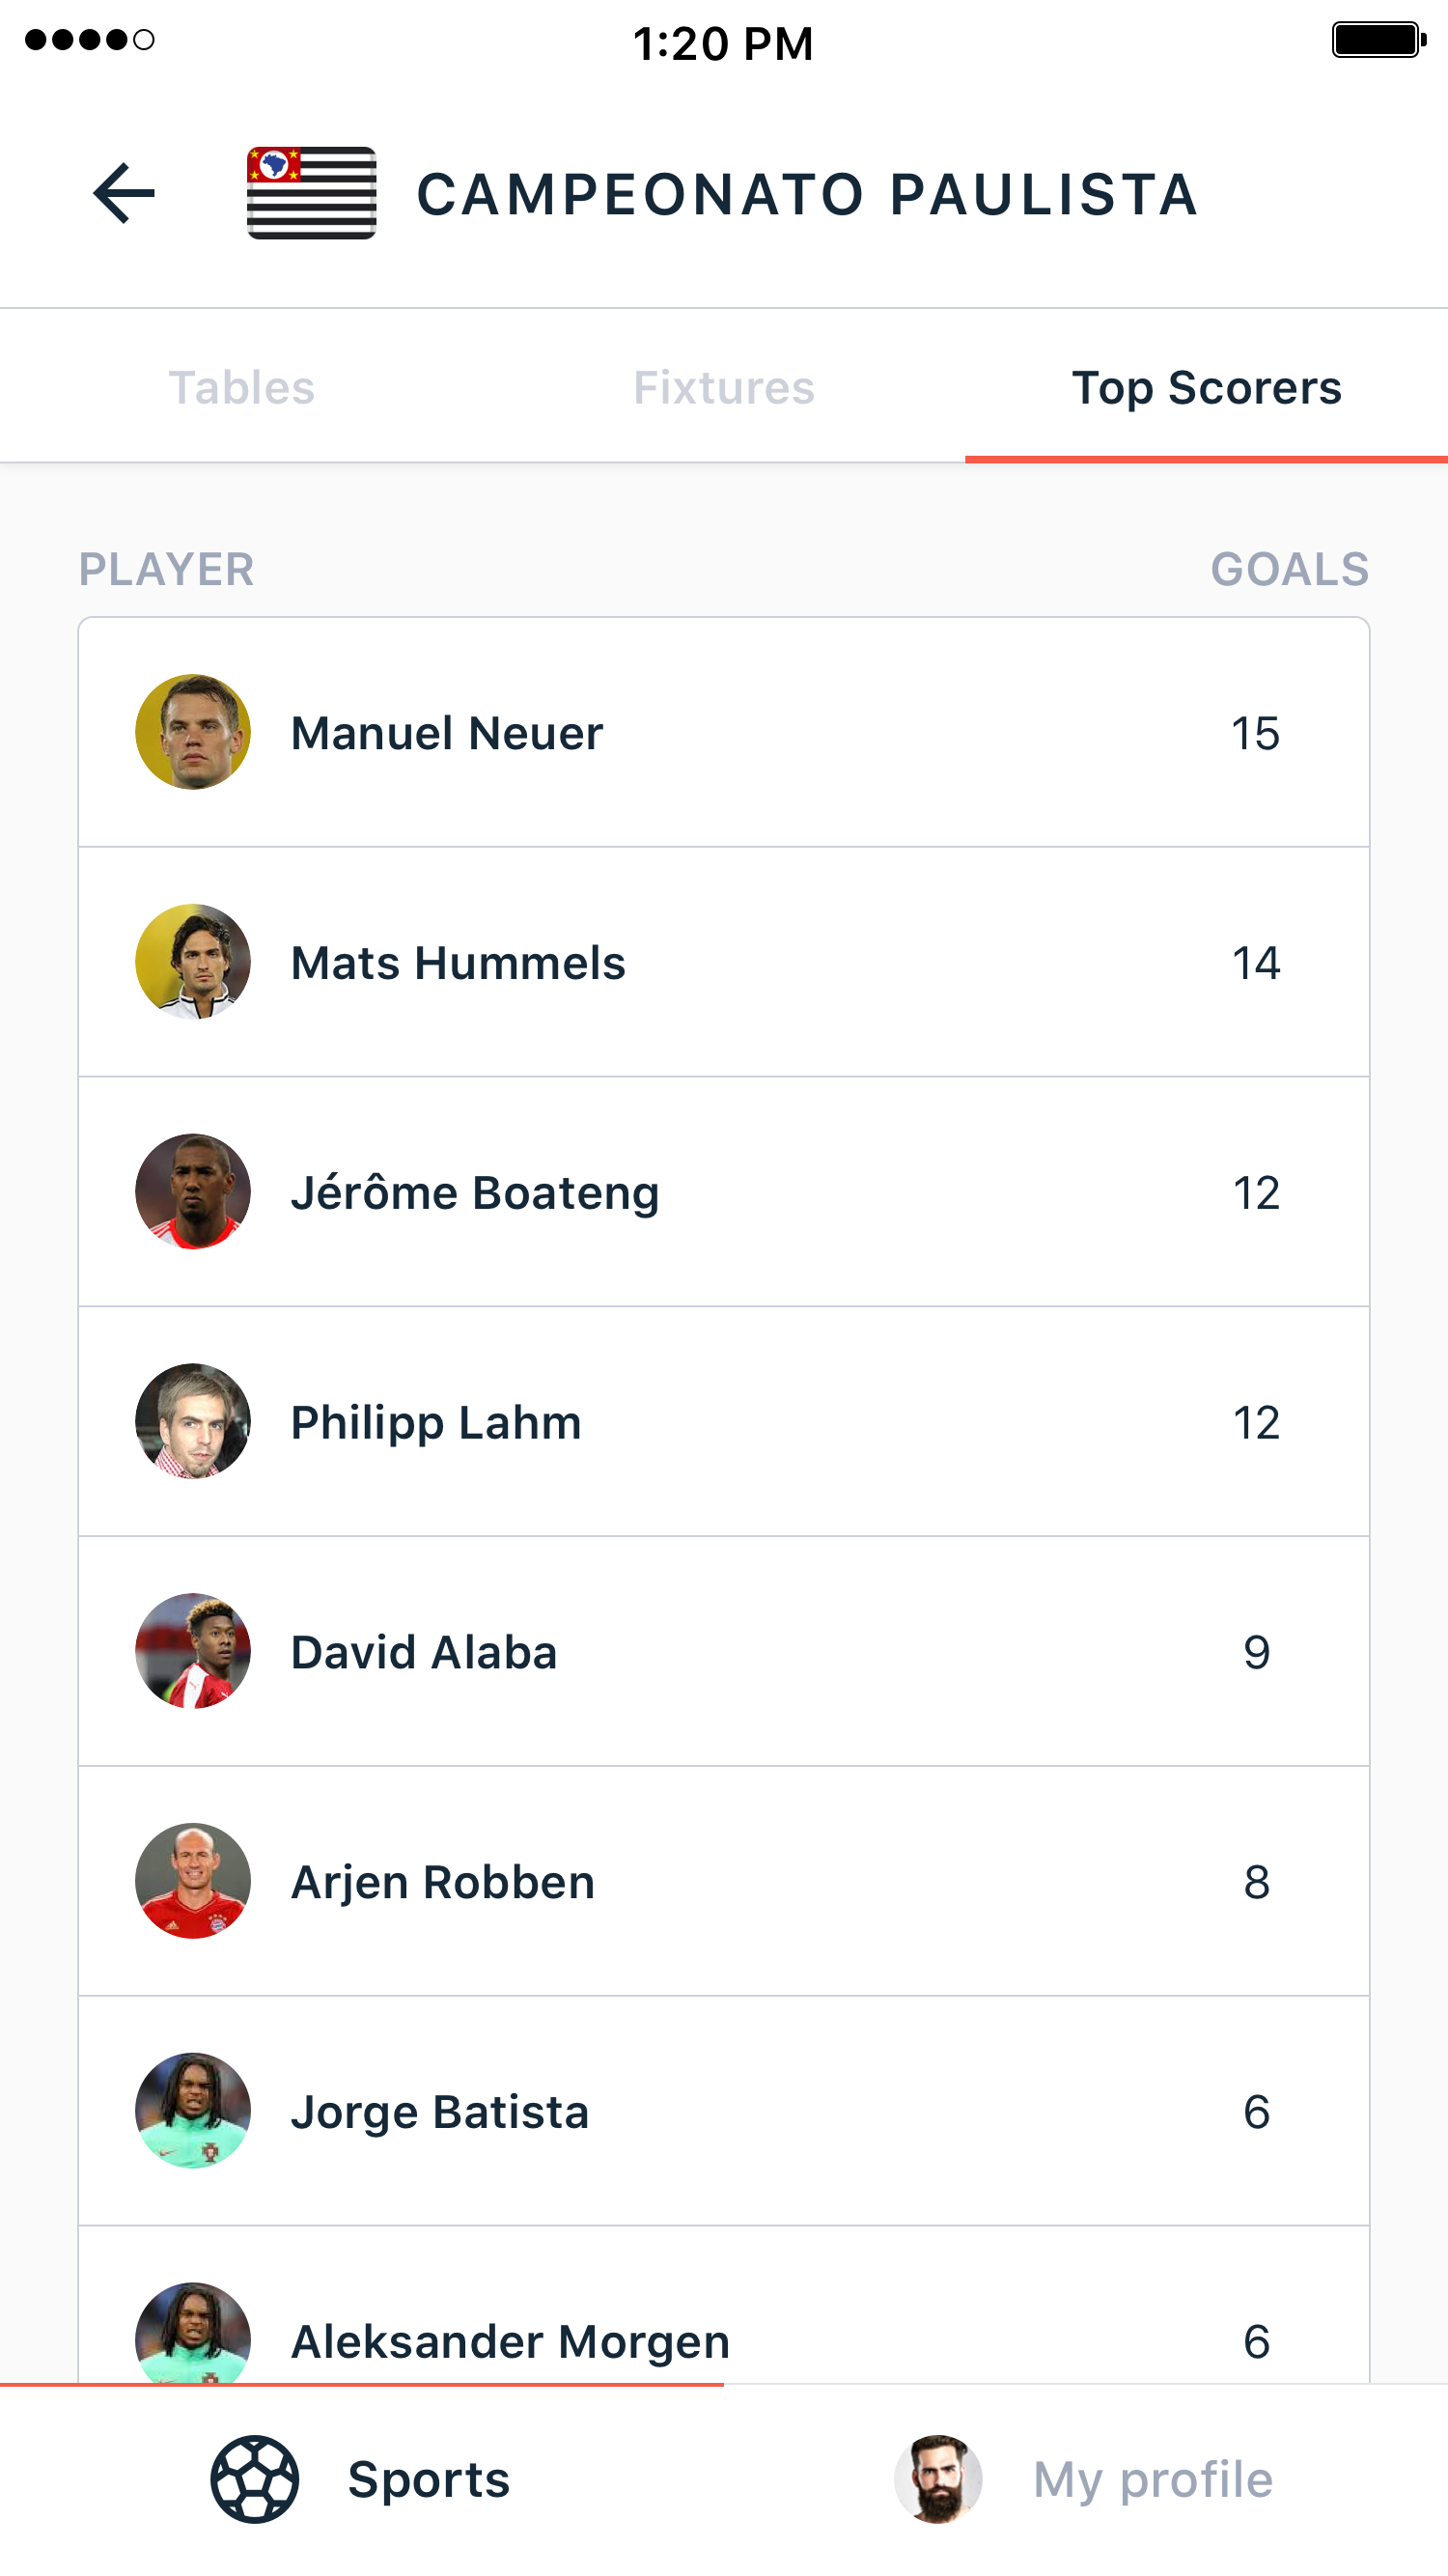 1:20 PM
CAMPEONATO PAULISTA
Tables Fixtures Top Scorers
PLAYER GOALS
Manuel Neuer 15
Mats Hummels 14
Jérôme Boateng 12
Philipp Lahm 12
David Alaba 9
Arjen Robben 8
Jorge Batista 6
Aleksander Morgen 6
Sports My profile